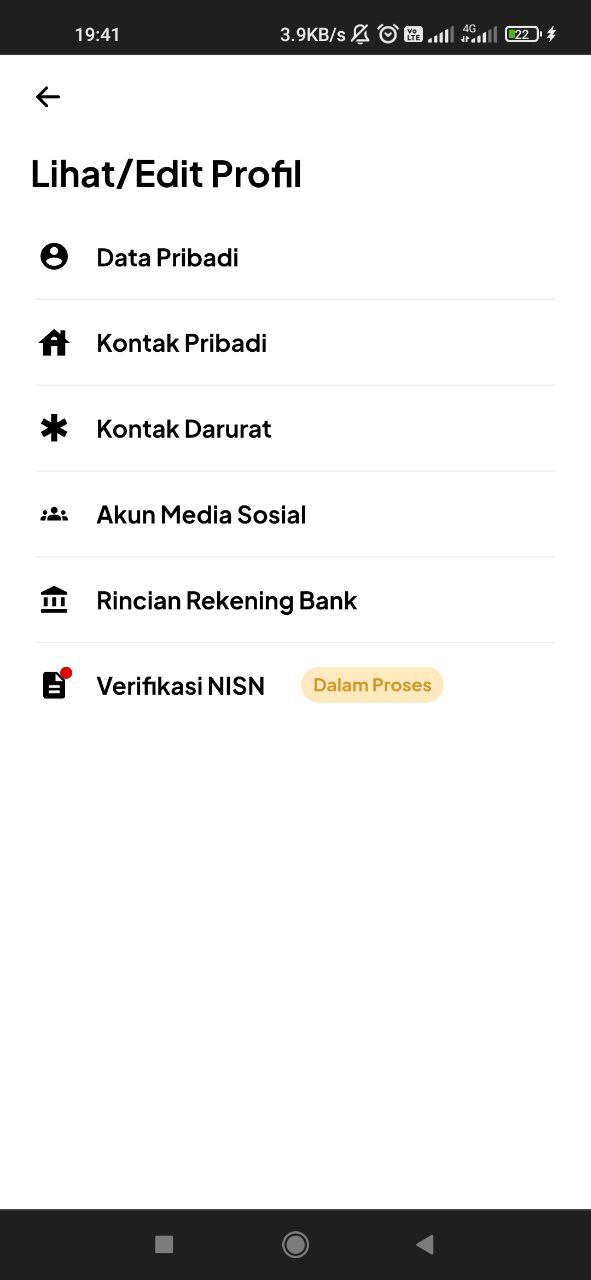 19:41 3.9KB/s Vo LTE 4G 22
Lihat/Edit Profil
Data Pribadi
Kontak Pribadi
Kontak Darurat
Akun Media Sosial
Rincian Rekening Bank
Verifikasi NISN Dalam Proses